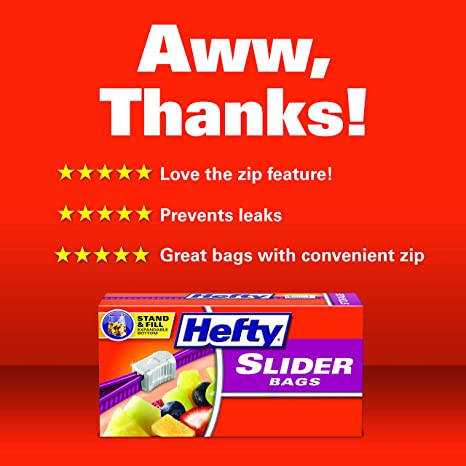 Aww,
Thanks!
★★★★★ Love the zip feature!
★★★★★ Prevents leaks
★★★★★ Great bags with convenient zip
STAND
& FILL
EXPANDABLE
BOTTOM
Hefty
SLIDER
BAGS